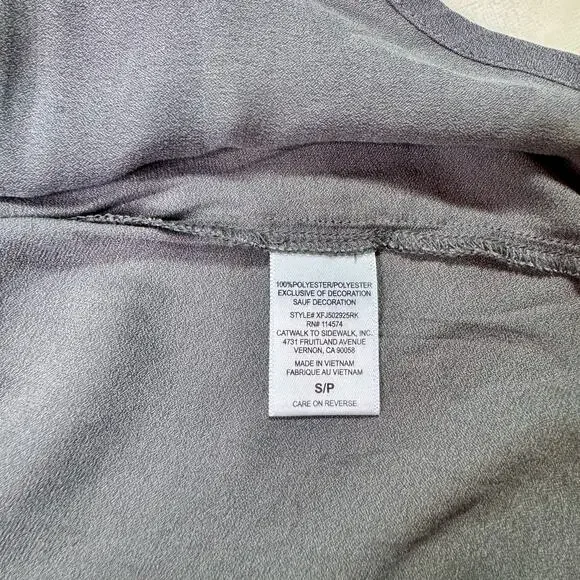 100%POLYESTER/POLYESTER
EXCLUSIVE OF DECORATION
SAUF DECORATION
STYLE# XFJ502925RK
RN# 114574
CATWALK TO SIDEWALK, INC.
4731 FRUITLAND AVENUE
VERNON, CA 90058
MADE IN VIETNAM
FABRIQUE AU VIETNAM
S/P
CARE ON REVERSE